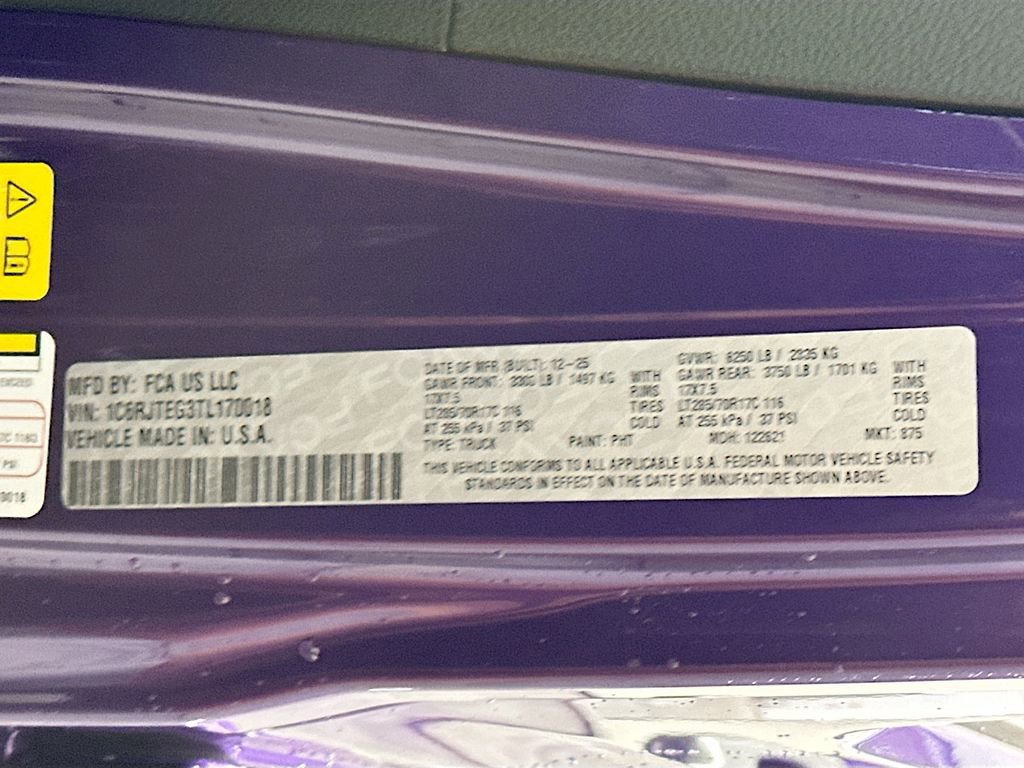 MFD BY: FCA US LLC
VIN: 1C6RJTEG3TL170018
VEHICLE MADE IN: U.S.A.
DATE OF MFR (BUILT): 12-25
GAWR FRONT: 3300 LB / 1497 KG WITH
17X7.5 RIMS
LT285/70R17C 116 TIRES
AT 255 kPa / 37 PSI COLD
TYPE: TRUCK PAINT: PHT
GVWR: 6250 LB / 2835 KG
GAWR REAR: 3750 LB / 1701 KG WITH
17X7.5 RIMS
LT285/70R17C 116 TIRES
AT 255 kPa / 37 PSI COLD
MDH: 122621 MKT: 875
THIS VEHICLE CONFORMS TO ALL APPLICABLE U.S.A. FEDERAL MOTOR VEHICLE SAFETY
STANDARDS IN EFFECT ON THE DATE OF MANUFACTURE SHOWN ABOVE.
7C 116Q
PSI
0018